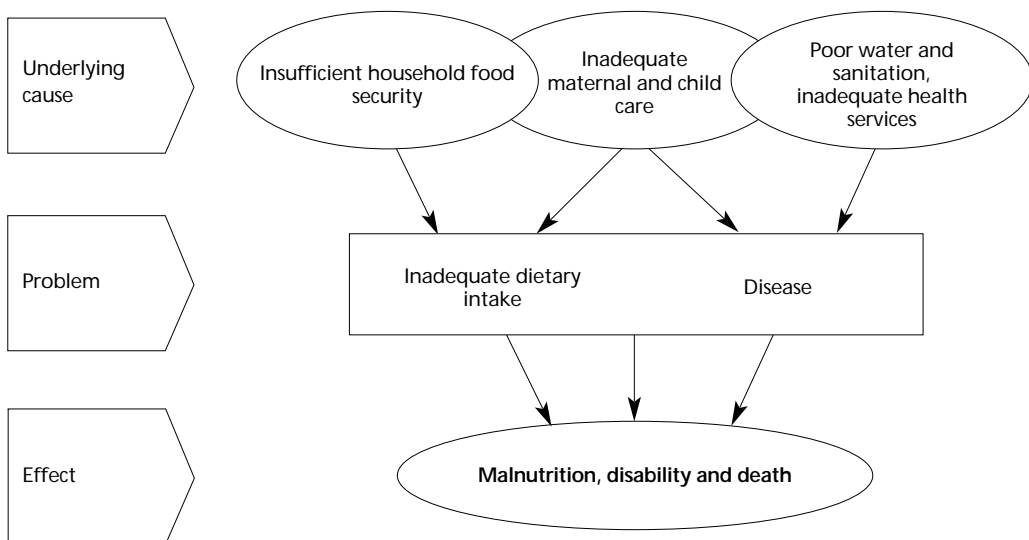 Underlying
cause
Insufficient household food
security
Inadequate
maternal and child
care
Poor water and
sanitation,
inadequate health
services
Problem
Inadequate dietary
intake
Disease
Effect
Malnutrition, disability and death